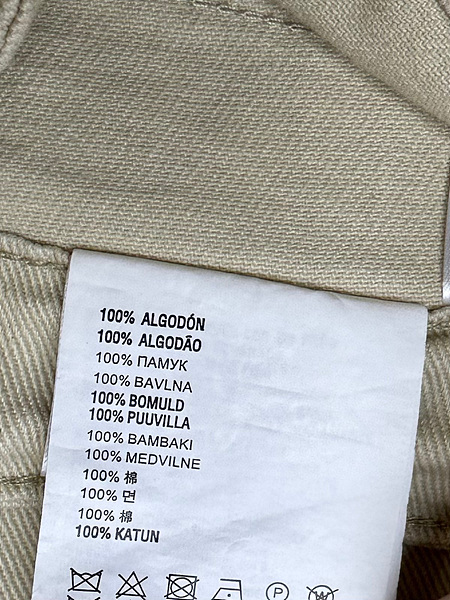 100% ALGODÓN
100% ALGODÃO
100% ПАМУК
100% BAVLNA
100% BOMULD
100% PUUVILLA
100% BAMBAKI
100% MEDVILNE
100% 棉
100% 면
100% 棉
100% KATUN
P
W